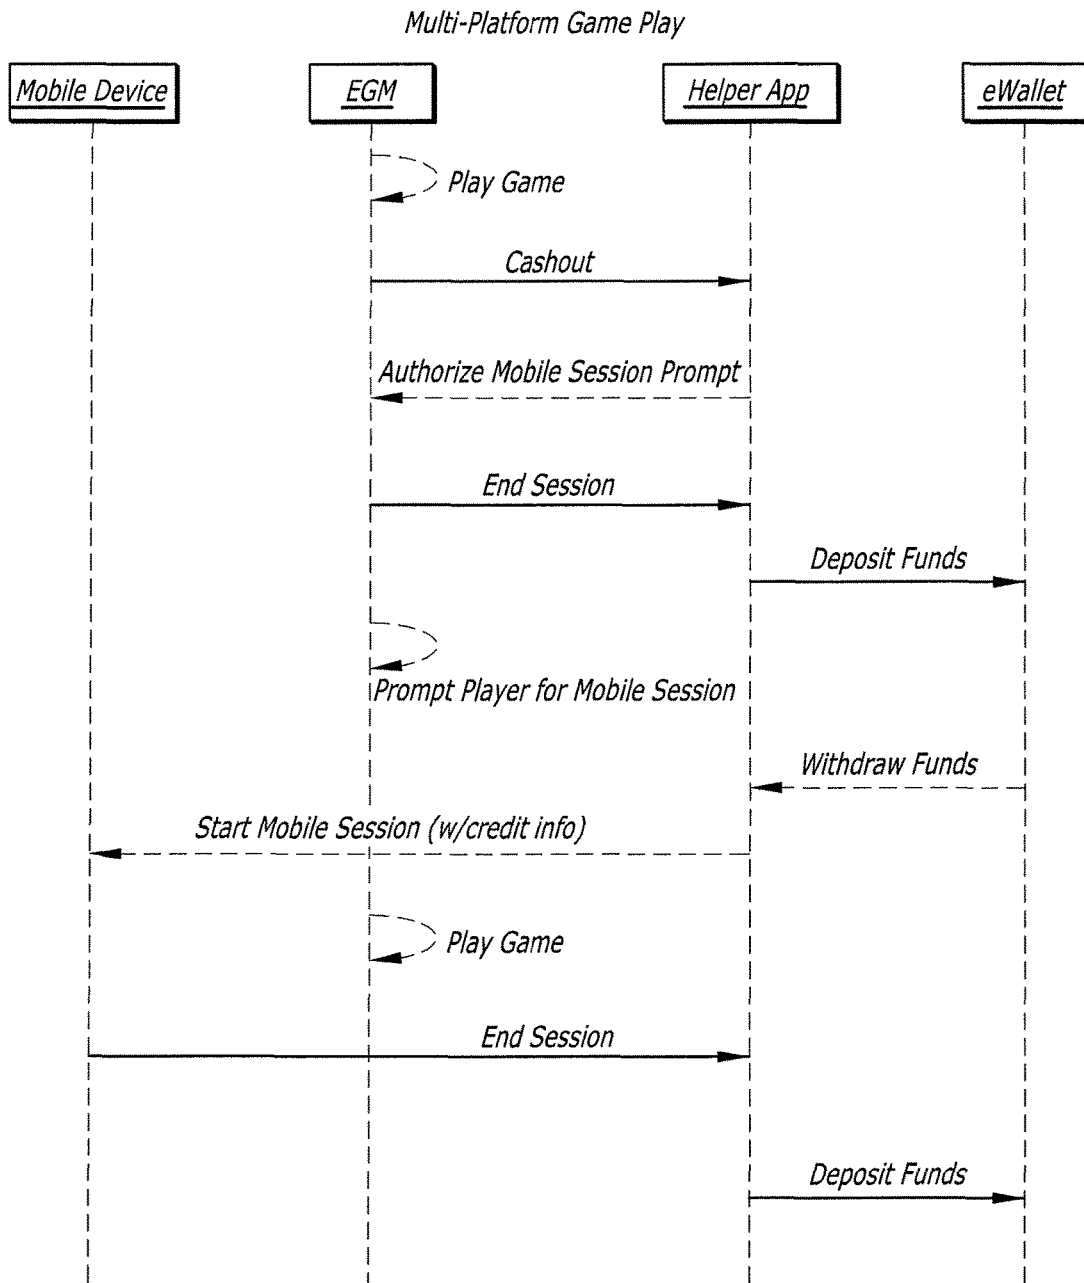 Multi-Platform Game Play
Mobile Device
EGM
Helper App
eWallet
Play Game
Cashout
Authorize Mobile Session Prompt
End Session
Deposit Funds
Prompt Player for Mobile Session
Withdraw Funds
Start Mobile Session (w/credit info)
Play Game
End Session
Deposit Funds